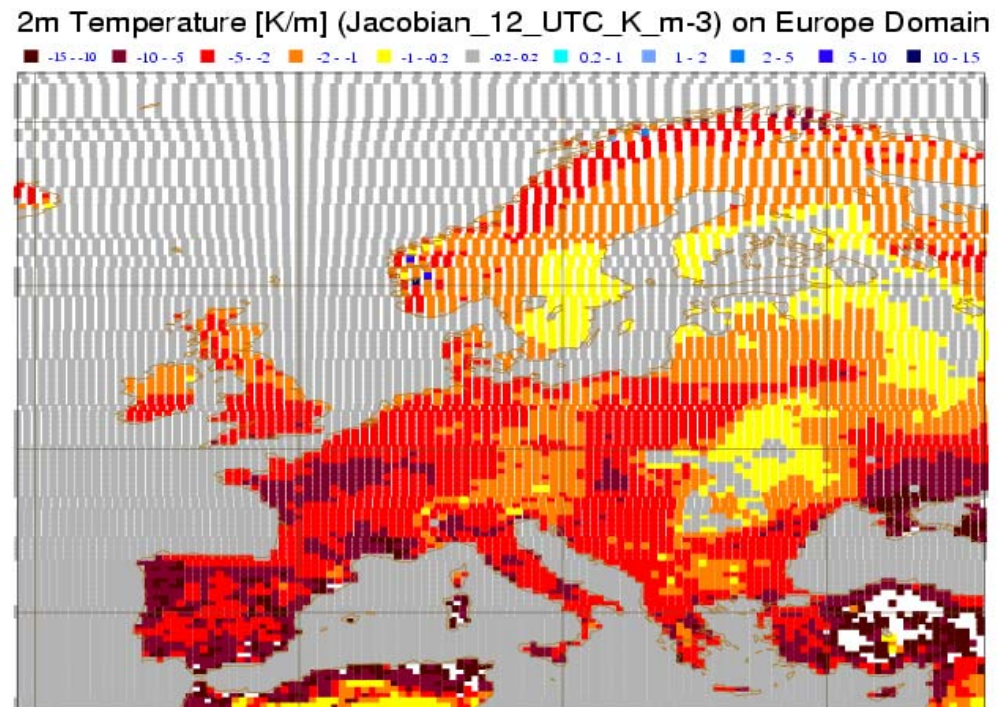 2m Temperature [K/m] (Jacobian_12_UTC_K_m-3) on Europe Domain
-15 - -10 -10 - -5 -5 - -2 -2 - -1 -1 - -0.2 -0.2 - 0.2 0.2 - 1 1 - 2 2 - 5 5 - 10 10 - 15